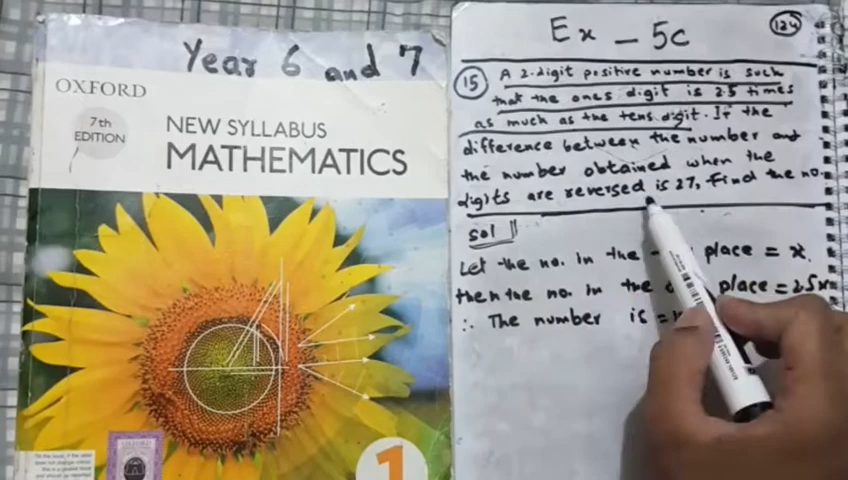 Year 6 and 7
OXFORD
7th
EDITION
NEW SYLLABUS
MATHEMATICS
1
OXFORD
Ex - 5c
124
15 A 2-digit positive number is such
that the ones digit is 2.5 times
as much as the tens digit. If the
difference between the number and
the number obtained when the
digits are reversed is 27, find the no.
sol
Let the no. in the place = x.
then the no. in the place = 2.5x
∴ The number is =